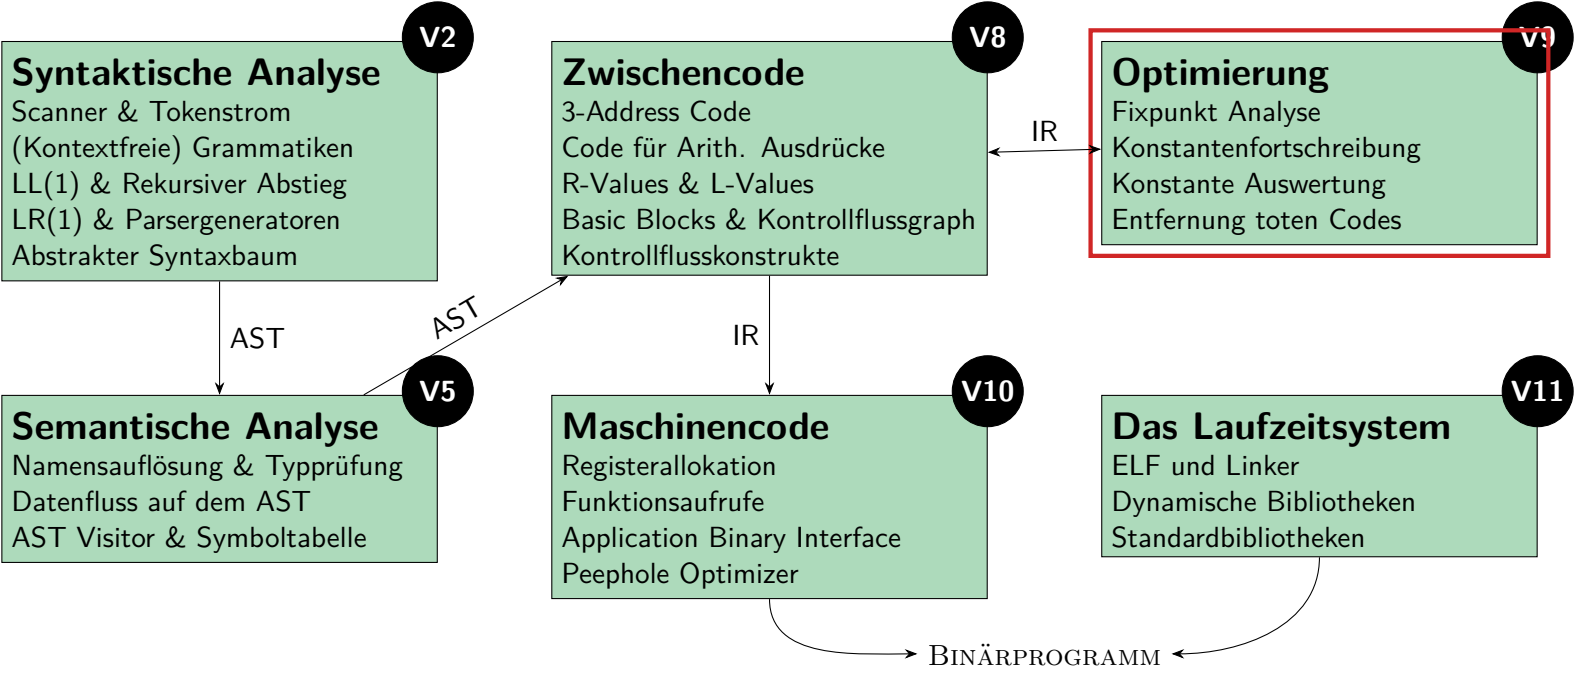 V2
Syntaktische Analyse
Scanner & Tokenstrom
(Kontextfreie) Grammatiken
LL(1) & Rekursiver Abstieg
LR(1) & Parsergeneratoren
Abstrakter Syntaxbaum
AST
V5
Semantische Analyse
Namensauflösung & Typprüfung
Datenfluss auf dem AST
AST Visitor & Symboltabelle
AST
V8
Zwischencode
3-Address Code
Code für Arith. Ausdrücke
R-Values & L-Values
Basic Blocks & Kontrollflussgraph
Kontrollflusskonstrukte
IR
V9
Optimierung
Fixpunkt Analyse
Konstantenfortschreibung
Konstante Auswertung
Entfernung toten Codes
IR
V10
Maschinencode
Registerallokation
Funktionsaufrufe
Application Binary Interface
Peephole Optimizer
V11
Das Laufzeitsystem
ELF und Linker
Dynamische Bibliotheken
Standardbibliotheken
BINÄRPROGRAMM